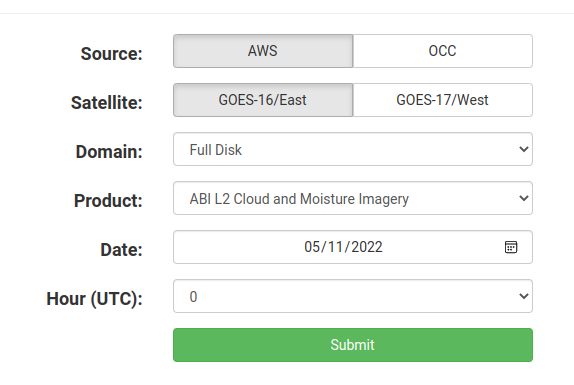 Source: AWS OCC
Satellite: GOES-16/East GOES-17/West
Domain: Full Disk
Product: ABI L2 Cloud and Moisture Imagery
Date: 05/11/2022
Hour (UTC): 0
Submit